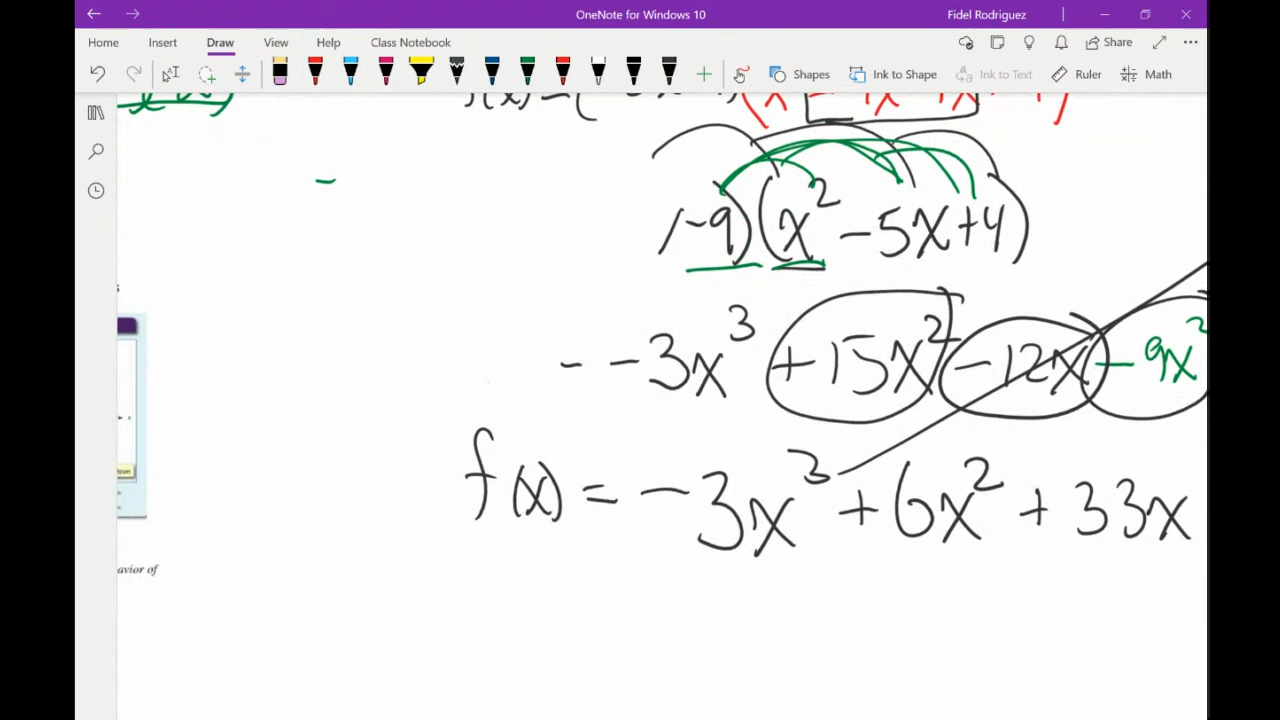 OneNote for Windows 10
Fidel Rodriguez
Home Insert Draw View Help Class Notebook Share
Shapes Ink to Shape Ink to Text Ruler Math
-9)(x² - 5x + 4)
- -3x³ + 15x² - 12x - 9x²
f(x) = -3x³ + 6x² + 33x
havior of